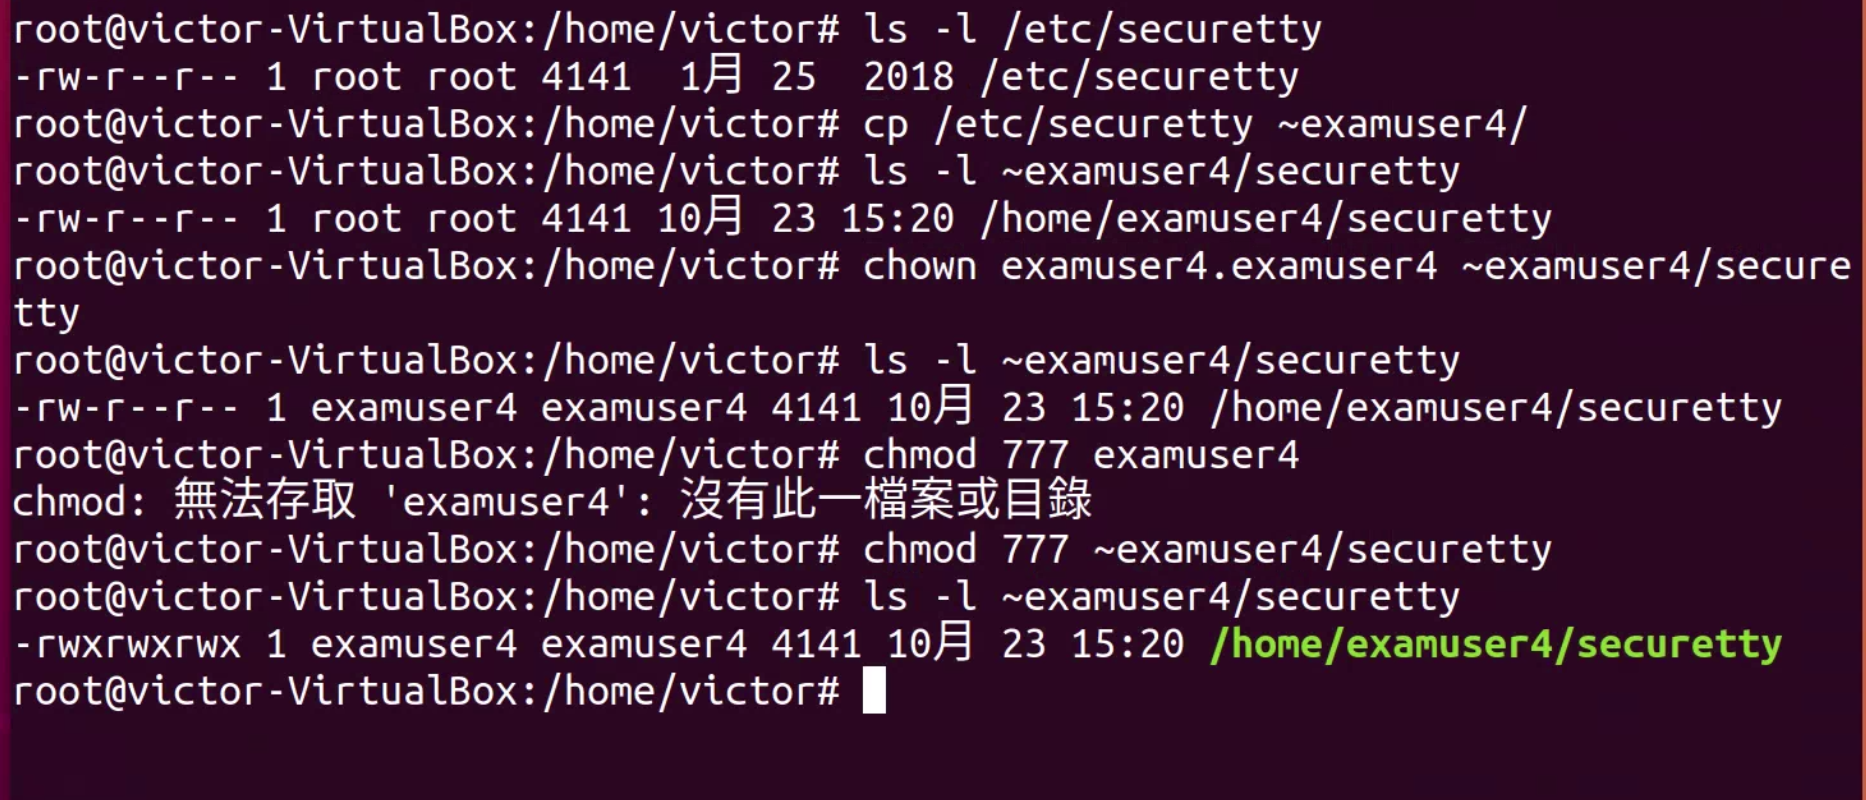 root@victor-VirtualBox:/home/victor# ls -l /etc/securetty
-rw-r--r-- 1 root root 4141  1月 25  2018 /etc/securetty
root@victor-VirtualBox:/home/victor# cp /etc/securetty ~examuser4/
root@victor-VirtualBox:/home/victor# ls -l ~examuser4/securetty
-rw-r--r-- 1 root root 4141 10月 23 15:20 /home/examuser4/securetty
root@victor-VirtualBox:/home/victor# chown examuser4.examuser4 ~examuser4/secure
tty
root@victor-VirtualBox:/home/victor# ls -l ~examuser4/securetty
-rw-r--r-- 1 examuser4 examuser4 4141 10月 23 15:20 /home/examuser4/securetty
root@victor-VirtualBox:/home/victor# chmod 777 examuser4
chmod: 無法存取 'examuser4': 沒有此一檔案或目錄
root@victor-VirtualBox:/home/victor# chmod 777 ~examuser4/securetty
root@victor-VirtualBox:/home/victor# ls -l ~examuser4/securetty
-rwxrwxrwx 1 examuser4 examuser4 4141 10月 23 15:20 /home/examuser4/securetty
root@victor-VirtualBox:/home/victor#